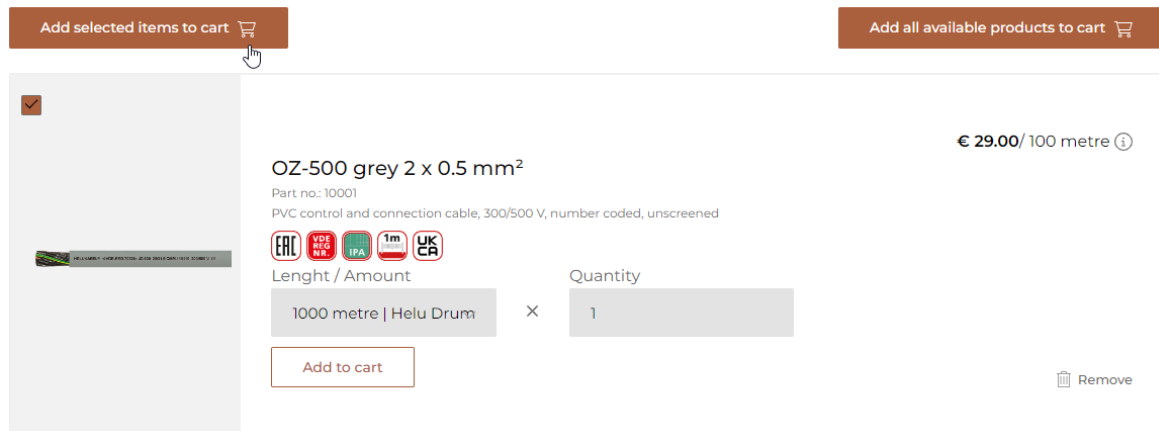 Add selected items to cart
Add all available products to cart
€ 29.00/ 100 metre
OZ-500 grey 2 x 0.5 mm²
Part no.: 10001
PVC control and connection cable, 300/500 V, number coded, unscreened
EAC VDE REG NR. IPA 1m UK CA
Lenght / Amount
Quantity
1000 metre | Helu Drum
×
1
Add to cart
Remove